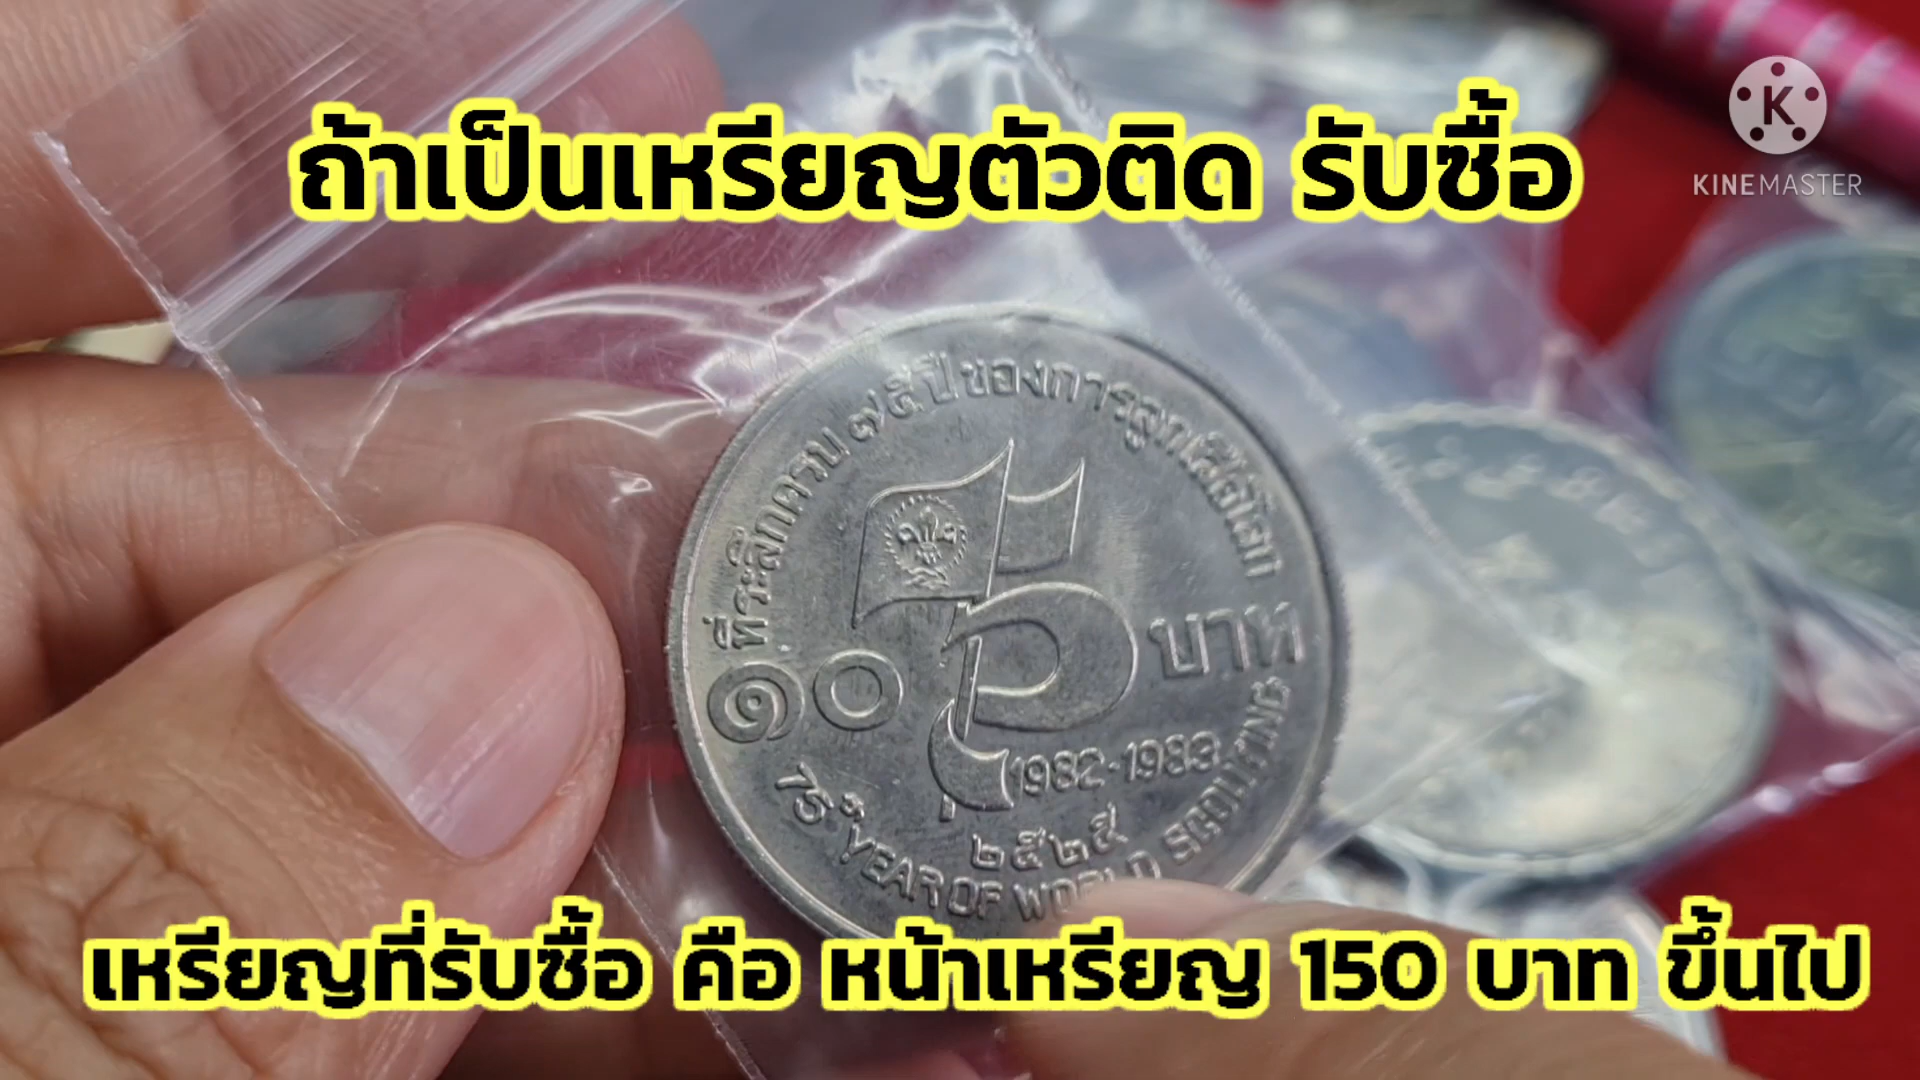 ถ้าเป็นเหรียญตัวติด รับซื้อ
K
KINEMASTER
ที่ระลึกครบ ๗๕ ปี ของการลูกเสือโลก
๑๐ บาท
1982-1983
๒๕๒๕
75th YEAR OF WORLD SCOUTING
เหรียญที่รับซื้อ คือ หน้าเหรียญ 150 บาท ขึ้นไป